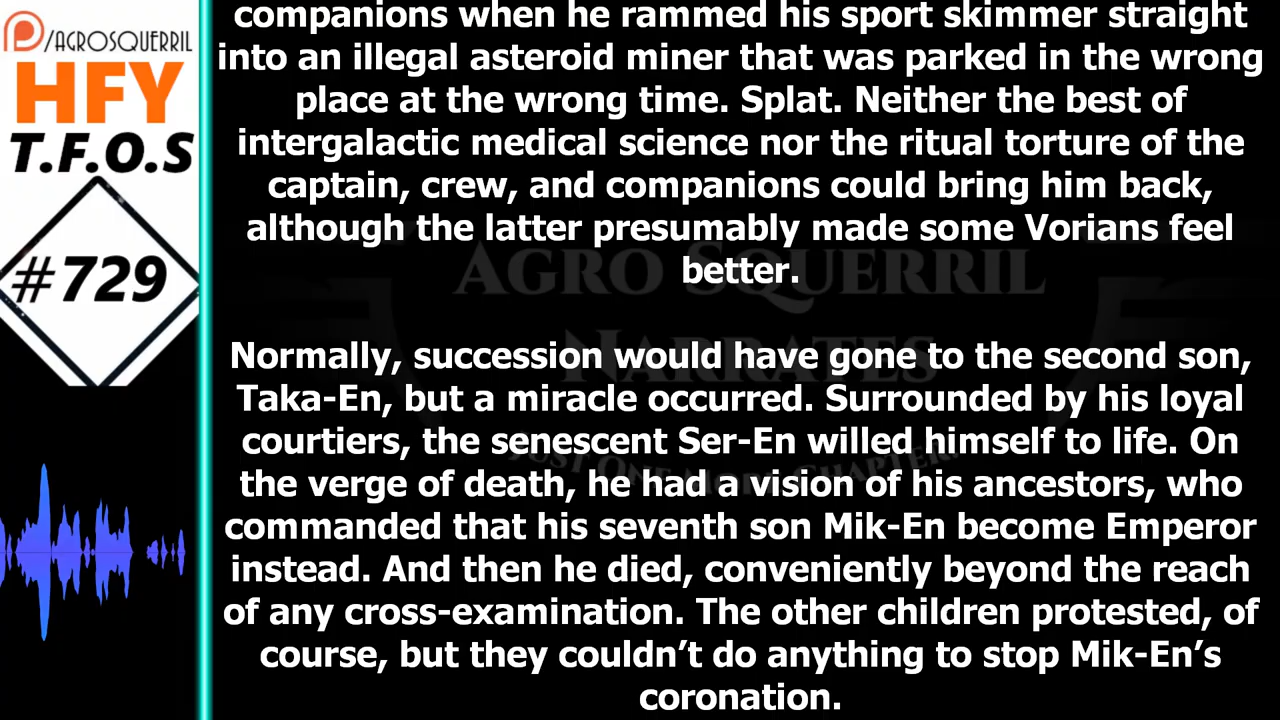 /AGROSQUERRIL
HFY
T.F.O.S
#729
companions when he rammed his sport skimmer straight
into an illegal asteroid miner that was parked in the wrong
place at the wrong time. Splat. Neither the best of
intergalactic medical science nor the ritual torture of the
captain, crew, and companions could bring him back,
although the latter presumably made some Vorians feel
better.
Normally, succession would have gone to the second son,
Taka-En, but a miracle occurred. Surrounded by his loyal
courtiers, the senescent Ser-En willed himself to life. On
the verge of death, he had a vision of his ancestors, who
commanded that his seventh son Mik-En become Emperor
instead. And then he died, conveniently beyond the reach
of any cross-examination. The other children protested, of
course, but they couldn’t do anything to stop Mik-En’s
coronation.
AGRO SQUERRIL
NARRATES
JUST ONE MORE CHAPTER